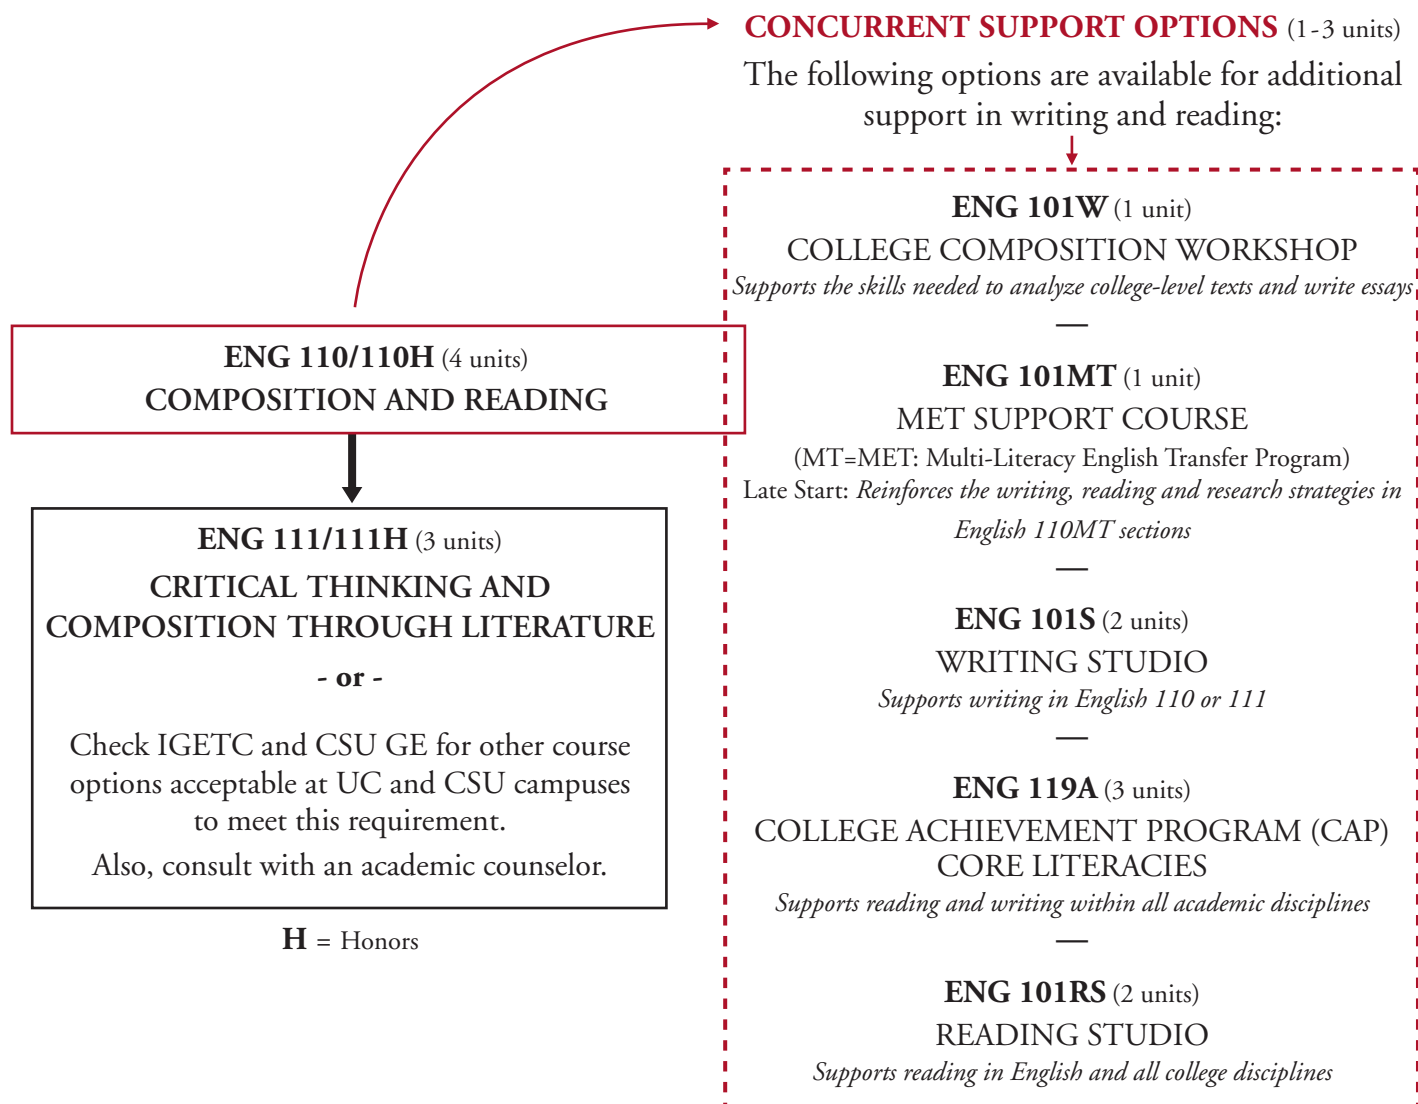 CONCURRENT SUPPORT OPTIONS (1-3 units)
The following options are available for additional
support in writing and reading:
ENG 110/110H (4 units)
COMPOSITION AND READING
ENG 111/111H (3 units)
CRITICAL THINKING AND
COMPOSITION THROUGH LITERATURE
- or -
Check IGETC and CSU GE for other course
options acceptable at UC and CSU campuses
to meet this requirement.
Also, consult with an academic counselor.
H = Honors
ENG 101W (1 unit)
COLLEGE COMPOSITION WORKSHOP
Supports the skills needed to analyze college-level texts and write essays
—
ENG 101MT (1 unit)
MET SUPPORT COURSE
(MT=MET: Multi-Literacy English Transfer Program)
Late Start: Reinforces the writing, reading and research strategies in
English 110MT sections
—
ENG 101S (2 units)
WRITING STUDIO
Supports writing in English 110 or 111
—
ENG 119A (3 units)
COLLEGE ACHIEVEMENT PROGRAM (CAP)
CORE LITERACIES
Supports reading and writing within all academic disciplines
—
ENG 101RS (2 units)
READING STUDIO
Supports reading in English and all college disciplines